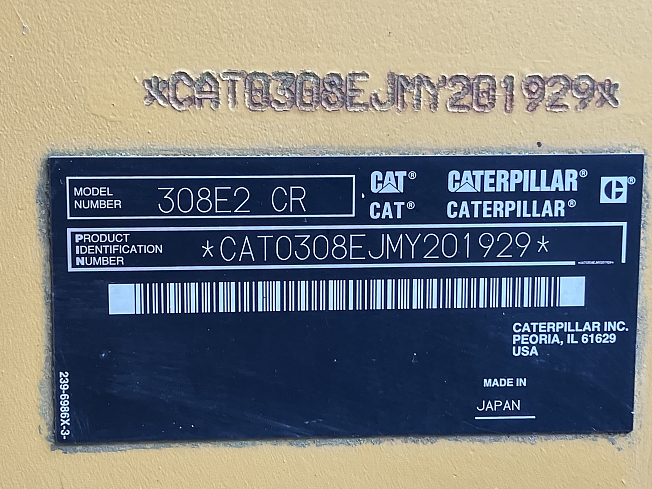 *CAT0308EJMY201929*
MODEL NUMBER 308E2 CR
CAT® CATERPILLAR® C
CAT® CATERPILLAR®
PRODUCT IDENTIFICATION NUMBER *CAT0308EJMY201929*
CATERPILLAR INC.
PEORIA, IL 61629
USA
MADE IN
JAPAN
239-6986X-3-